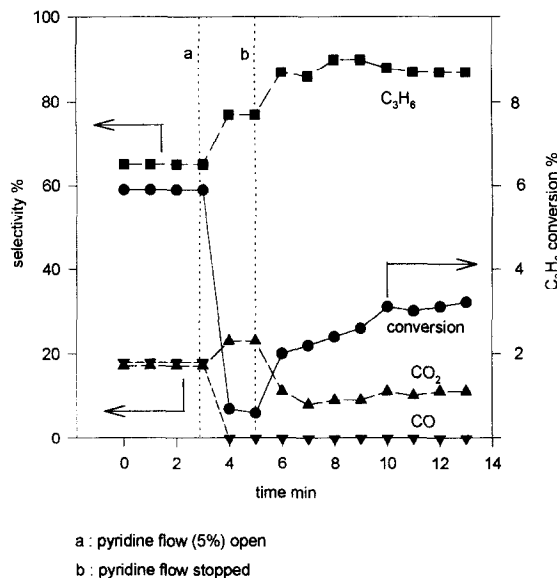 a
b
100
80
60
40
20
0
selectivity %
8
6
4
2
C₃H₈ conversion %
C₃H₆
conversion
CO₂
CO
0
2
4
6
8
10
12
14
time min
a : pyridine flow (5%) open
b : pyridine flow stopped